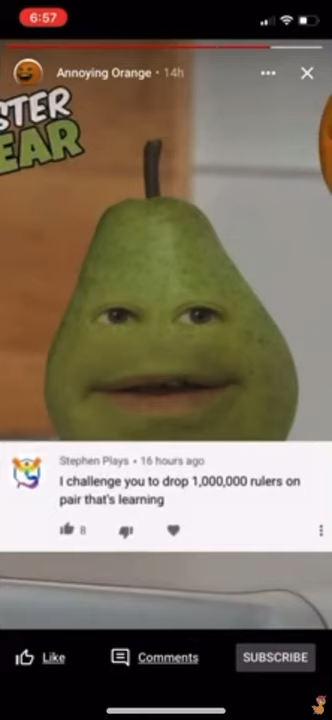 6:57
Annoying Orange • 14h
STER
EAR
Stephen Plays • 16 hours ago
I challenge you to drop 1,000,000 rulers on
pair that's learning
8
Like
Comments
SUBSCRIBE